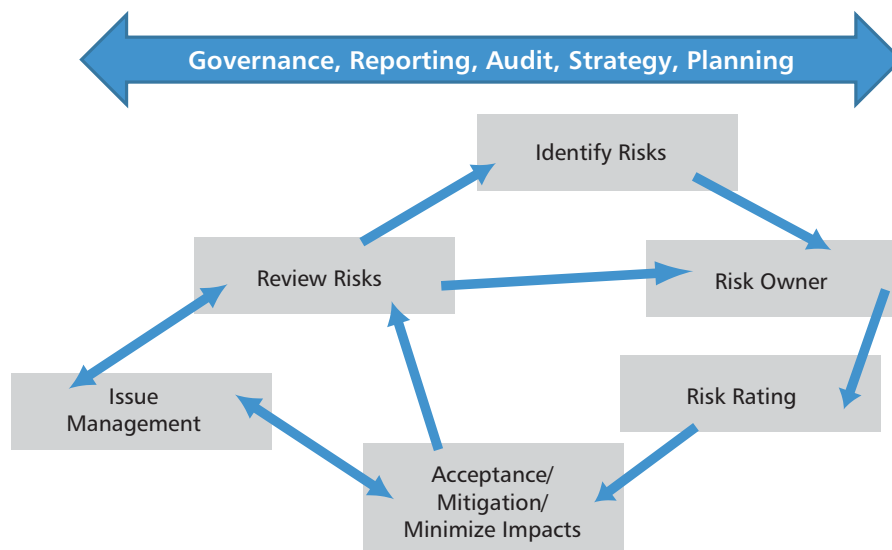 Governance, Reporting, Audit, Strategy, Planning
Identify Risks
Review Risks
Risk Owner
Issue
Management
Risk Rating
Acceptance/
Mitigation/
Minimize Impacts